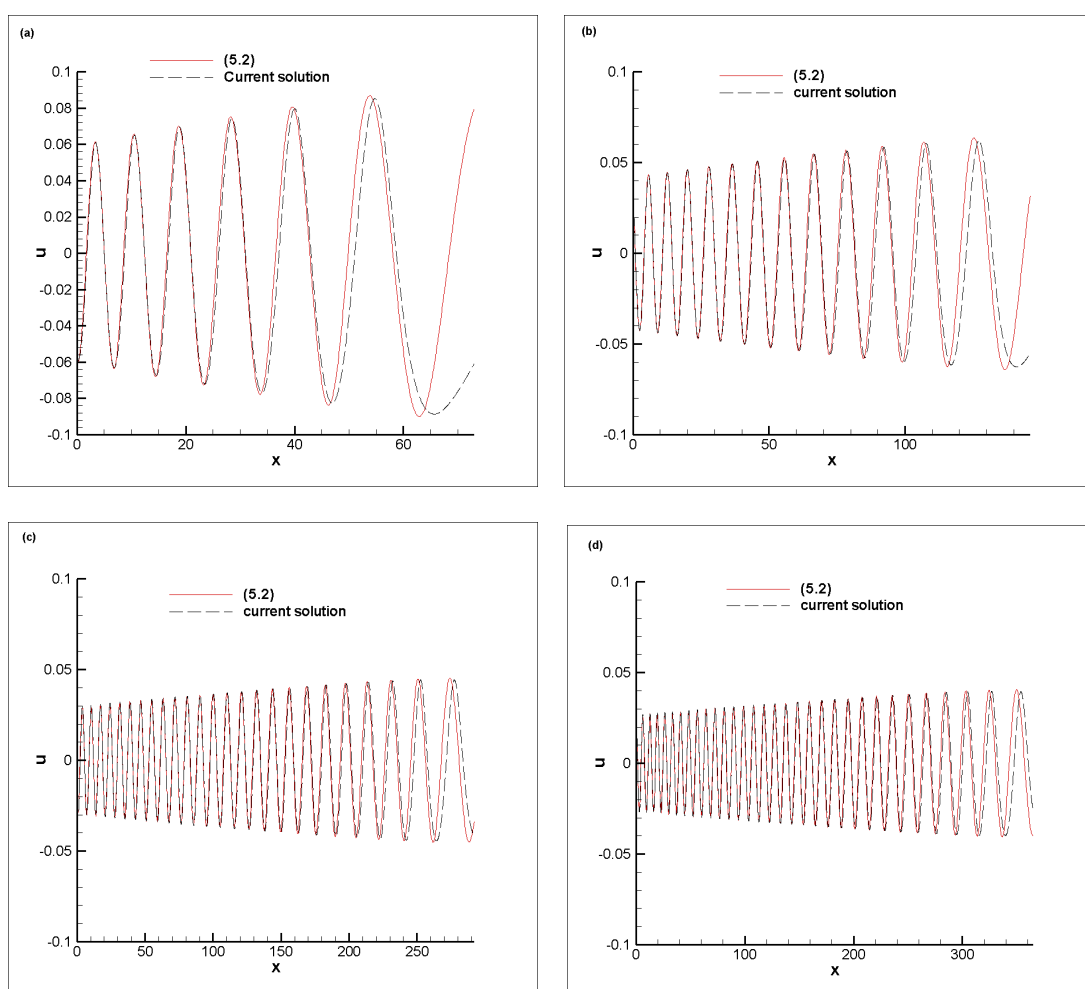 (a)
(5.2)
Current solution
0.1
0.08
0.06
0.04
0.02
0
-0.02
-0.04
-0.06
-0.08
-0.1
u
0 20 40 60
x
(b)
(5.2)
current solution
0.1
0.05
0
-0.05
-0.1
u
0 50 100
x
(c)
(5.2)
current solution
0.1
0.05
0
-0.05
-0.1
u
0 50 100 150 200 250
x
(d)
(5.2)
current solution
0.1
0.05
0
-0.05
-0.1
u
0 100 200 300
x